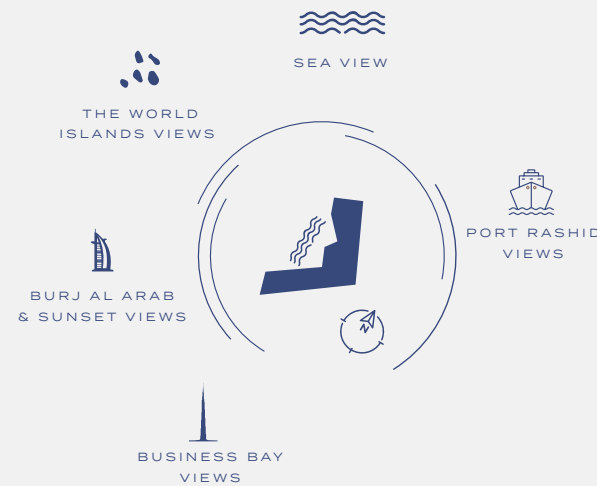 SEA VIEW
THE WORLD
ISLANDS VIEWS
PORT RASHID
VIEWS
BURJ AL ARAB
& SUNSET VIEWS
N
BUSINESS BAY
VIEWS